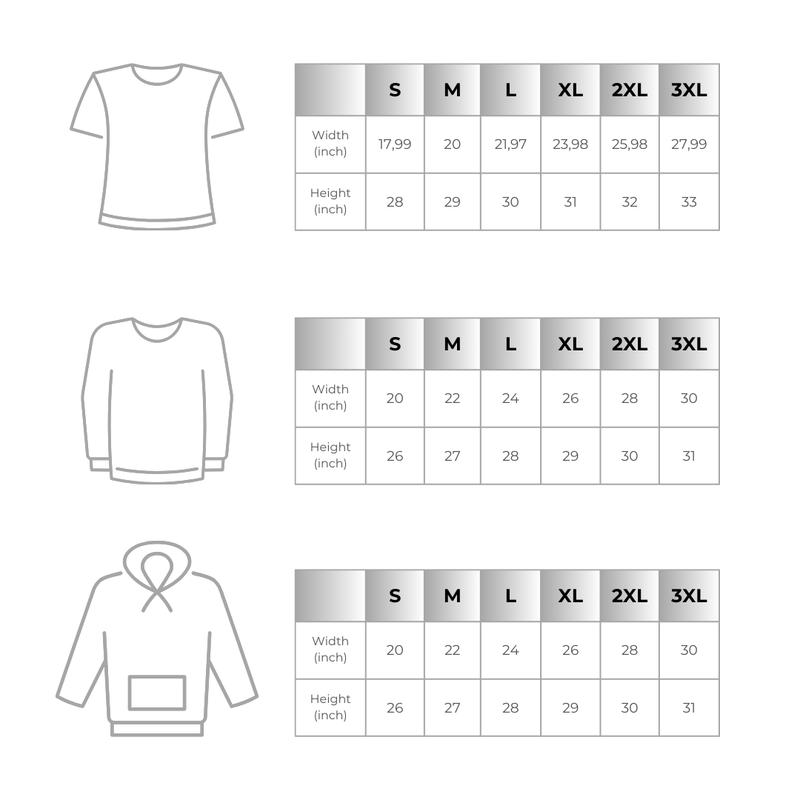 S M L XL 2XL 3XL
Width
(inch)
17,99 20 21,97 23,98 25,98 27,99
Height
(inch)
28 29 30 31 32 33
S M L XL 2XL 3XL
Width
(inch)
20 22 24 26 28 30
Height
(inch)
26 27 28 29 30 31
S M L XL 2XL 3XL
Width
(inch)
20 22 24 26 28 30
Height
(inch)
26 27 28 29 30 31